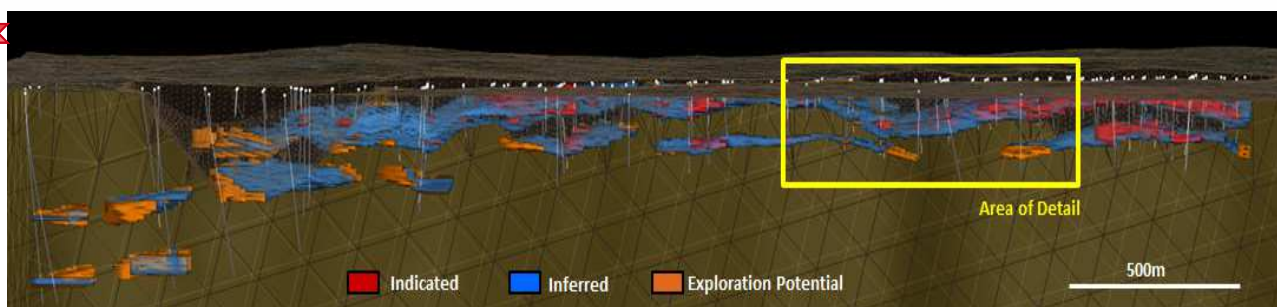 Area of Detail
Indicated
Inferred
Exploration Potential
500m